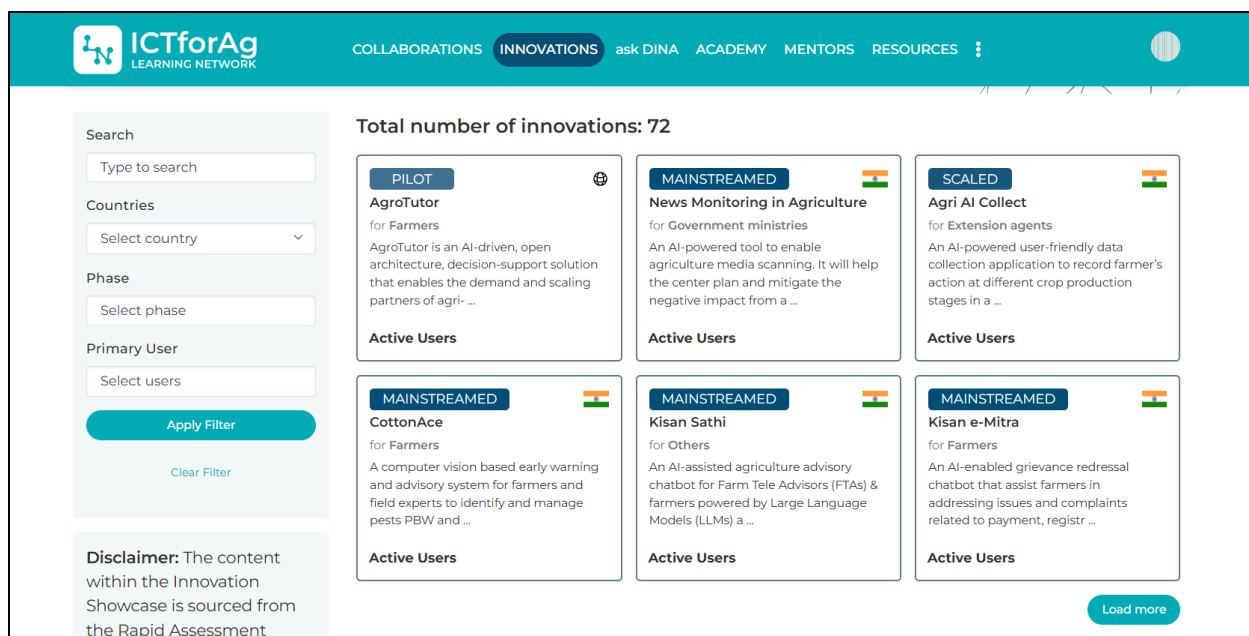 ICTforAg
LEARNING NETWORK
COLLABORATIONS INNOVATIONS ask DINA ACADEMY MENTORS RESOURCES
Search
Type to search
Countries
Select country
Phase
Select phase
Primary User
Select users
Apply Filter
Clear Filter
Disclaimer: The content
within the Innovation
Showcase is sourced from
the Rapid Assessment
Total number of innovations: 72
PILOT
AgroTutor
for Farmers
AgroTutor is an AI-driven, open
architecture, decision-support solution
that enables the demand and scaling
partners of agri- ...
Active Users
MAINSTREAMED
News Monitoring in Agriculture
for Government ministries
An AI-powered tool to enable
agriculture media scanning. It will help
the center plan and mitigate the
negative impact from a ...
Active Users
SCALED
Agri AI Collect
for Extension agents
An AI-powered user-friendly data
collection application to record farmer's
action at different crop production
stages in a ...
Active Users
MAINSTREAMED
CottonAce
for Farmers
A computer vision based early warning
and advisory system for farmers and
field experts to identify and manage
pests PBW and ...
Active Users
MAINSTREAMED
Kisan Sathi
for Others
An AI-assisted agriculture advisory
chatbot for Farm Tele Advisors (FTAs) &
farmers powered by Large Language
Models (LLMs) a ...
Active Users
MAINSTREAMED
Kisan e-Mitra
for Farmers
An AI-enabled grievance redressal
chatbot that assist farmers in
addressing issues and complaints
related to payment, registr ...
Active Users
Load more